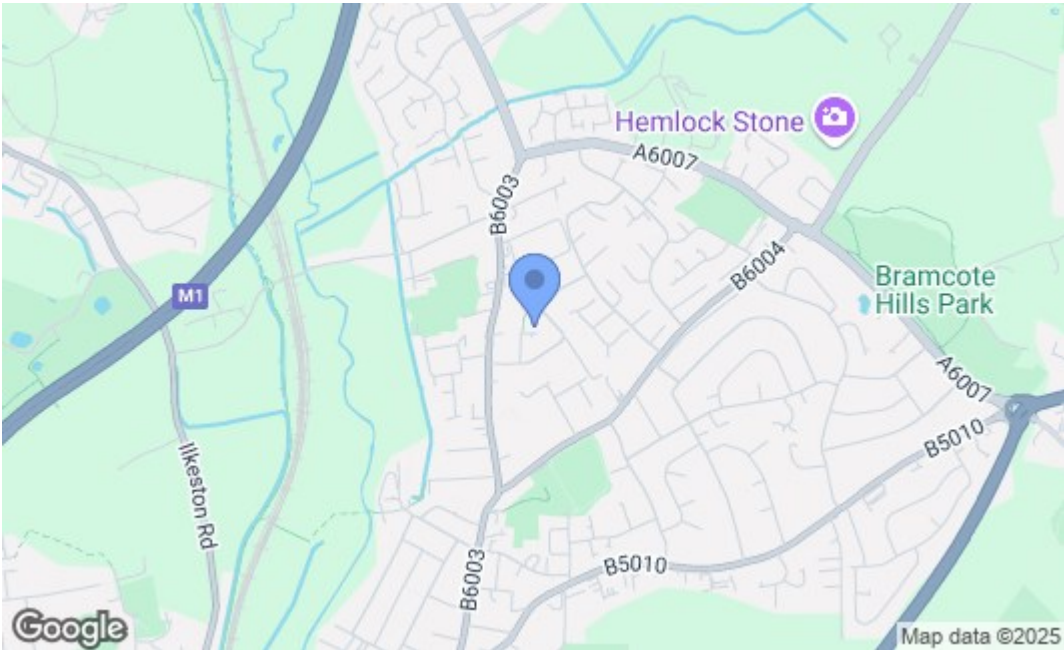 Hemlock Stone
A6007
B6003
B6004
Bramcote
Hills Park
M1
A6007
B5010
Ilkeston Rd
B5010
B6003
Google
Map data ©2025